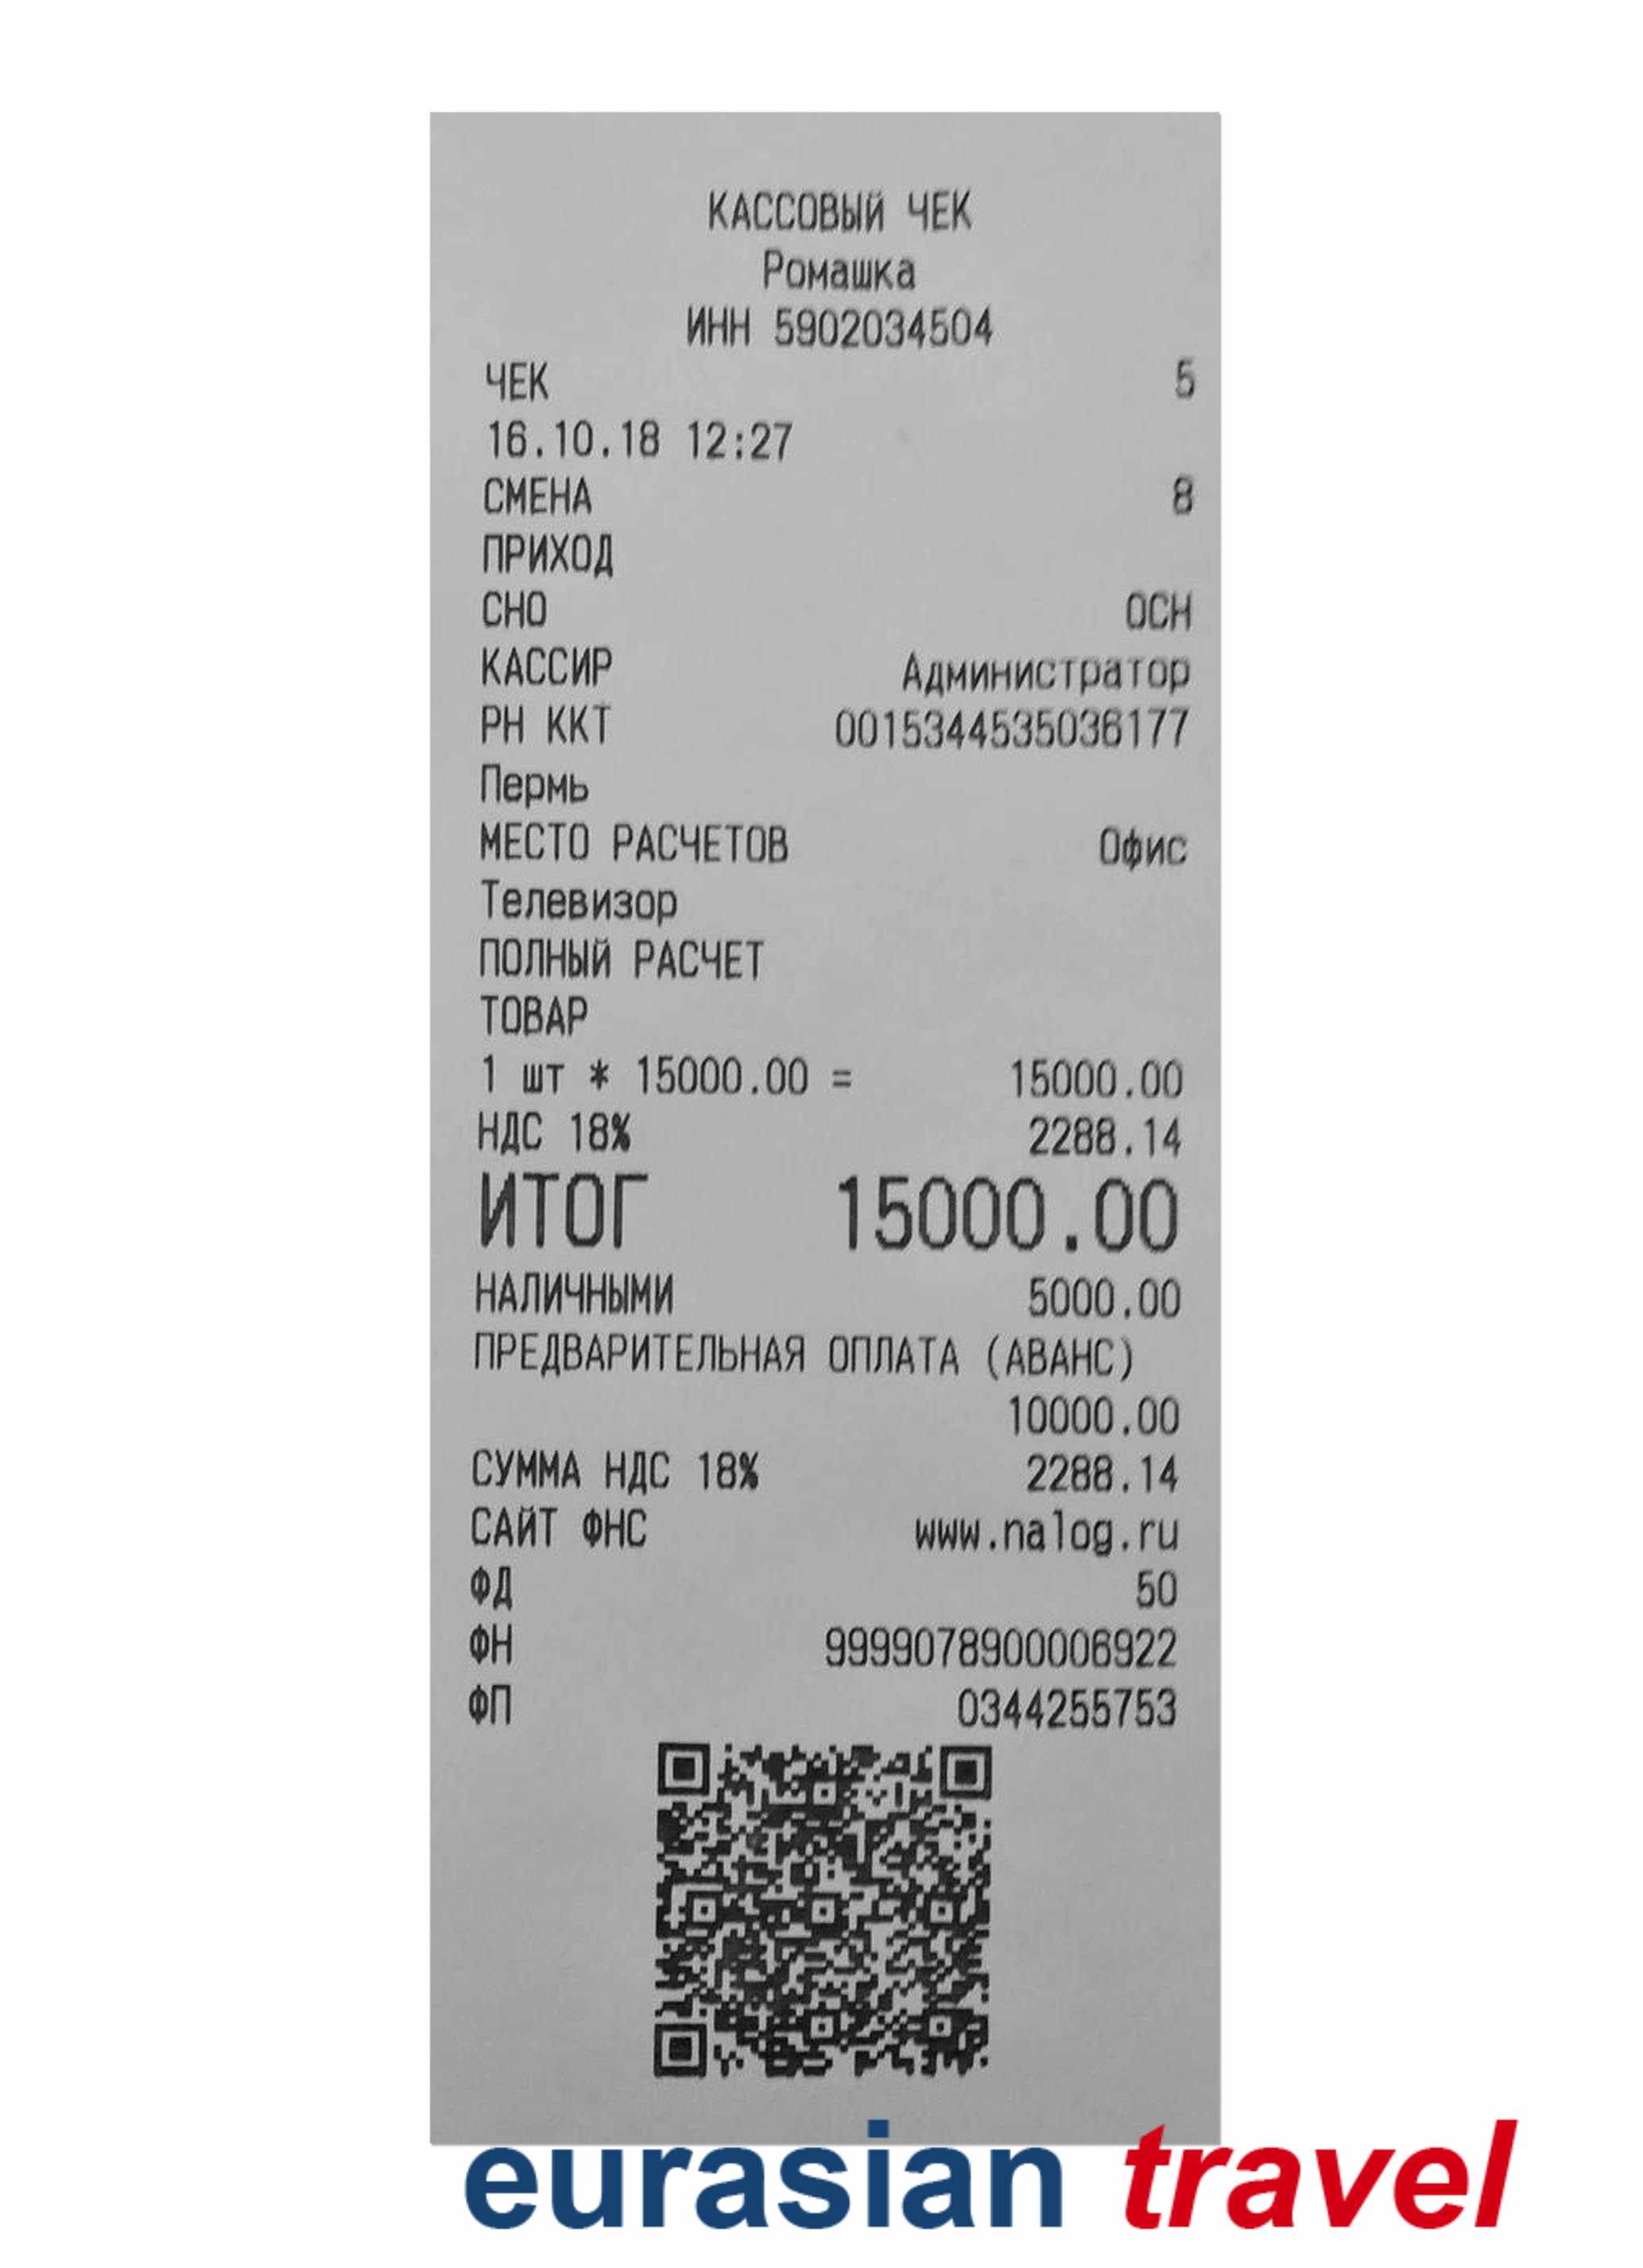 КАССОВЫЙ ЧЕК
Ромашка
ИНН 5902034504
ЧЕК 5
16.10.18 12:27
СМЕНА 8
ПРИХОД
СНО ОСН
КАССИР Администратор
РН ККТ 0015344535036177
Пермь
МЕСТО РАСЧЕТОВ Офис
Телевизор
ПОЛНЫЙ РАСЧЕТ
ТОВАР
1 шт * 15000.00 = 15000.00
НДС 18% 2288.14
ИТОГ 15000.00
НАЛИЧНЫМИ 5000.00
ПРЕДВАРИТЕЛЬНАЯ ОПЛАТА (АВАНС)
10000.00
СУММА НДС 18% 2288.14
САЙТ ФНС www.nalog.ru
ФД 50
ФН 9999078900006922
ФП 0344255753
eurasian travel